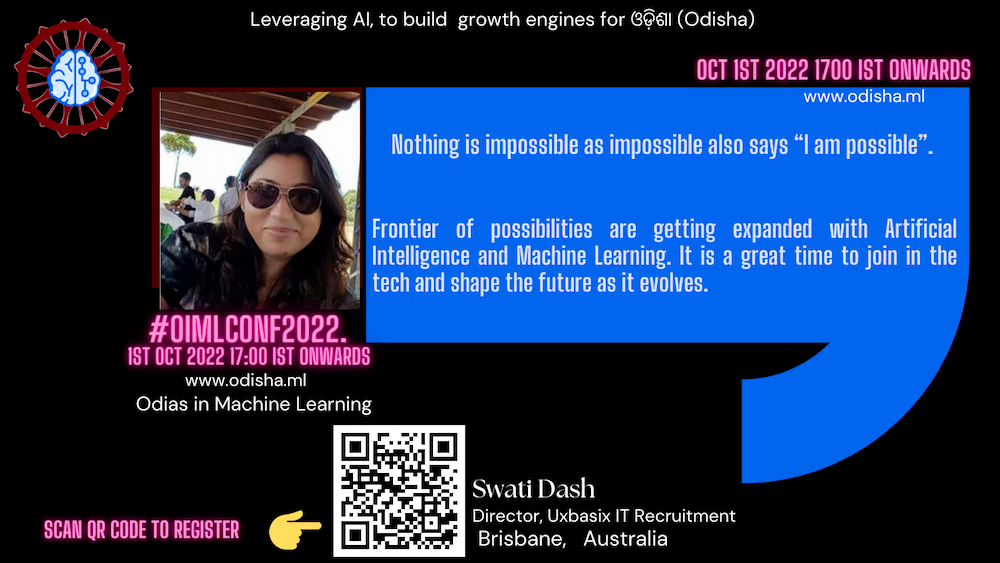 Leveraging AI, to build growth engines for ଓଡ଼ିଶା (Odisha)
OCT 1ST 2022 1700 IST ONWARDS
www.odisha.ml
Nothing is impossible as impossible also says “I am possible”.
Frontier of possibilities are getting expanded with Artificial
Intelligence and Machine Learning. It is a great time to join in the
tech and shape the future as it evolves.
#OIMLCONF2022.
1ST OCT 2022 17:00 IST ONWARDS
www.odisha.ml
Odias in Machine Learning
Swati Dash
Director, Uxbasix IT Recruitment
Brisbane, Australia
SCAN QR CODE TO REGISTER